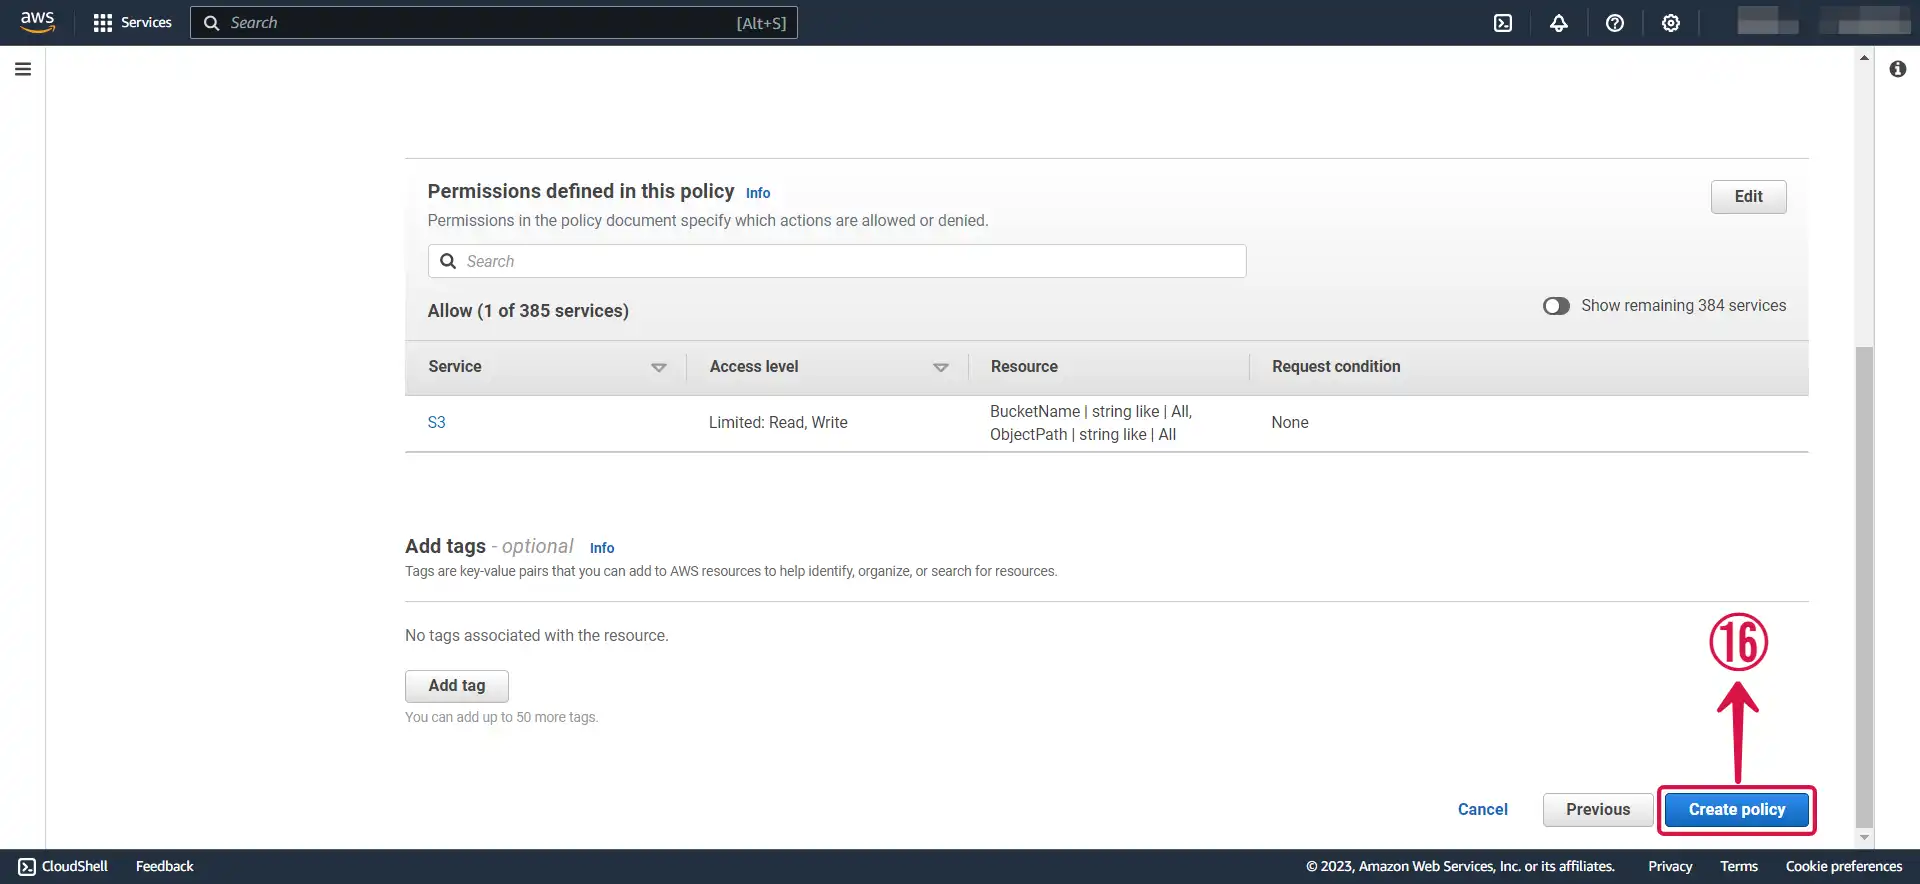 aws
Services
Search [Alt+S]
Permissions defined in this policy Info
Edit
Permissions in the policy document specify which actions are allowed or denied.
Search
Allow (1 of 385 services)
Show remaining 384 services
Service Access level Resource Request condition
S3 Limited: Read, Write BucketName | string like | All, None
ObjectPath | string like | All
Add tags - optional Info
Tags are key-value pairs that you can add to AWS resources to help identify, organize, or search for resources.
No tags associated with the resource.
16
Add tag
You can add up to 50 more tags.
Cancel Previous Create policy
CloudShell Feedback © 2023, Amazon Web Services, Inc. or its affiliates. Privacy Terms Cookie preferences